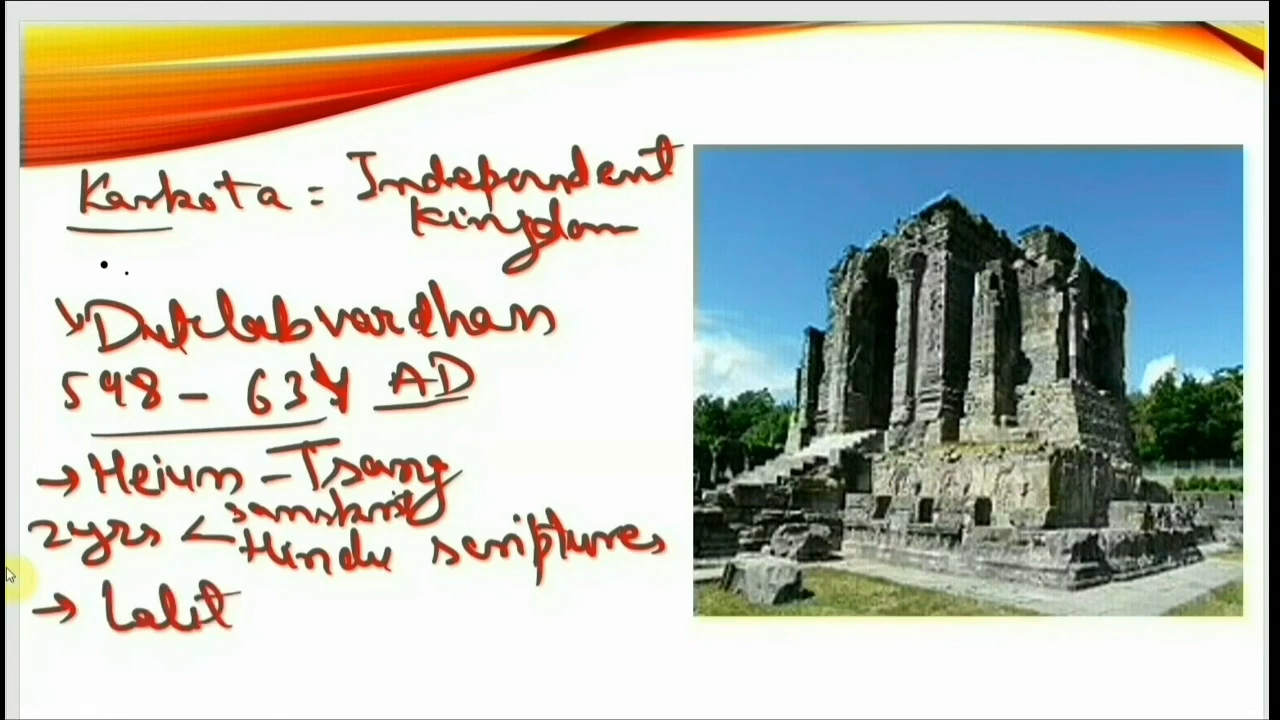 Karkota = Independent
Kingdom
Durlabvardhan
598 - 634 AD
→ Heium - Tsang
2yrs < sanskrit
Hindu scriptures
→ Lalit